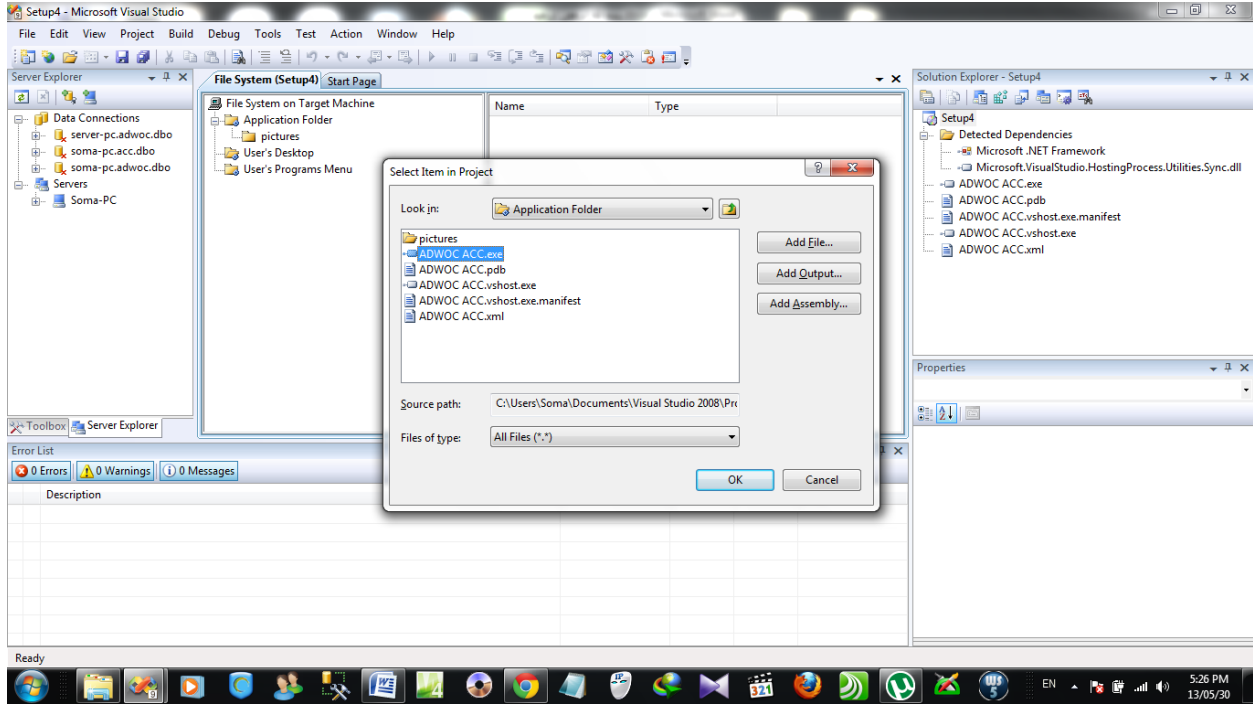 Setup4 - Microsoft Visual Studio
File Edit View Project Build Debug Tools Test Action Window Help
Server Explorer
Data Connections
server-pc.adwoc.dbo
soma-pc.acc.dbo
soma-pc.adwoc.dbo
Servers
Soma-PC
Toolbox Server Explorer
File System (Setup4) Start Page
File System on Target Machine
Application Folder
pictures
User's Desktop
User's Programs Menu
Name Type
Select Item in Project
Look in: Application Folder
pictures
ADWOC ACC.exe
ADWOC ACC.pdb
ADWOC ACC.vshost.exe
ADWOC ACC.vshost.exe.manifest
ADWOC ACC.xml
Add File...
Add Output...
Add Assembly...
Source path: C:\Users\Soma\Documents\Visual Studio 2008\Pr
Files of type: All Files (*.*)
OK Cancel
Solution Explorer - Setup4
Setup4
Detected Dependencies
Microsoft .NET Framework
Microsoft.VisualStudio.HostingProcess.Utilities.Sync.dll
ADWOC ACC.exe
ADWOC ACC.pdb
ADWOC ACC.vshost.exe.manifest
ADWOC ACC.vshost.exe
ADWOC ACC.xml
Properties
Error List
0 Errors 0 Warnings 0 Messages
Description
Ready
321
WS
5
EN
5:26 PM
13/05/30